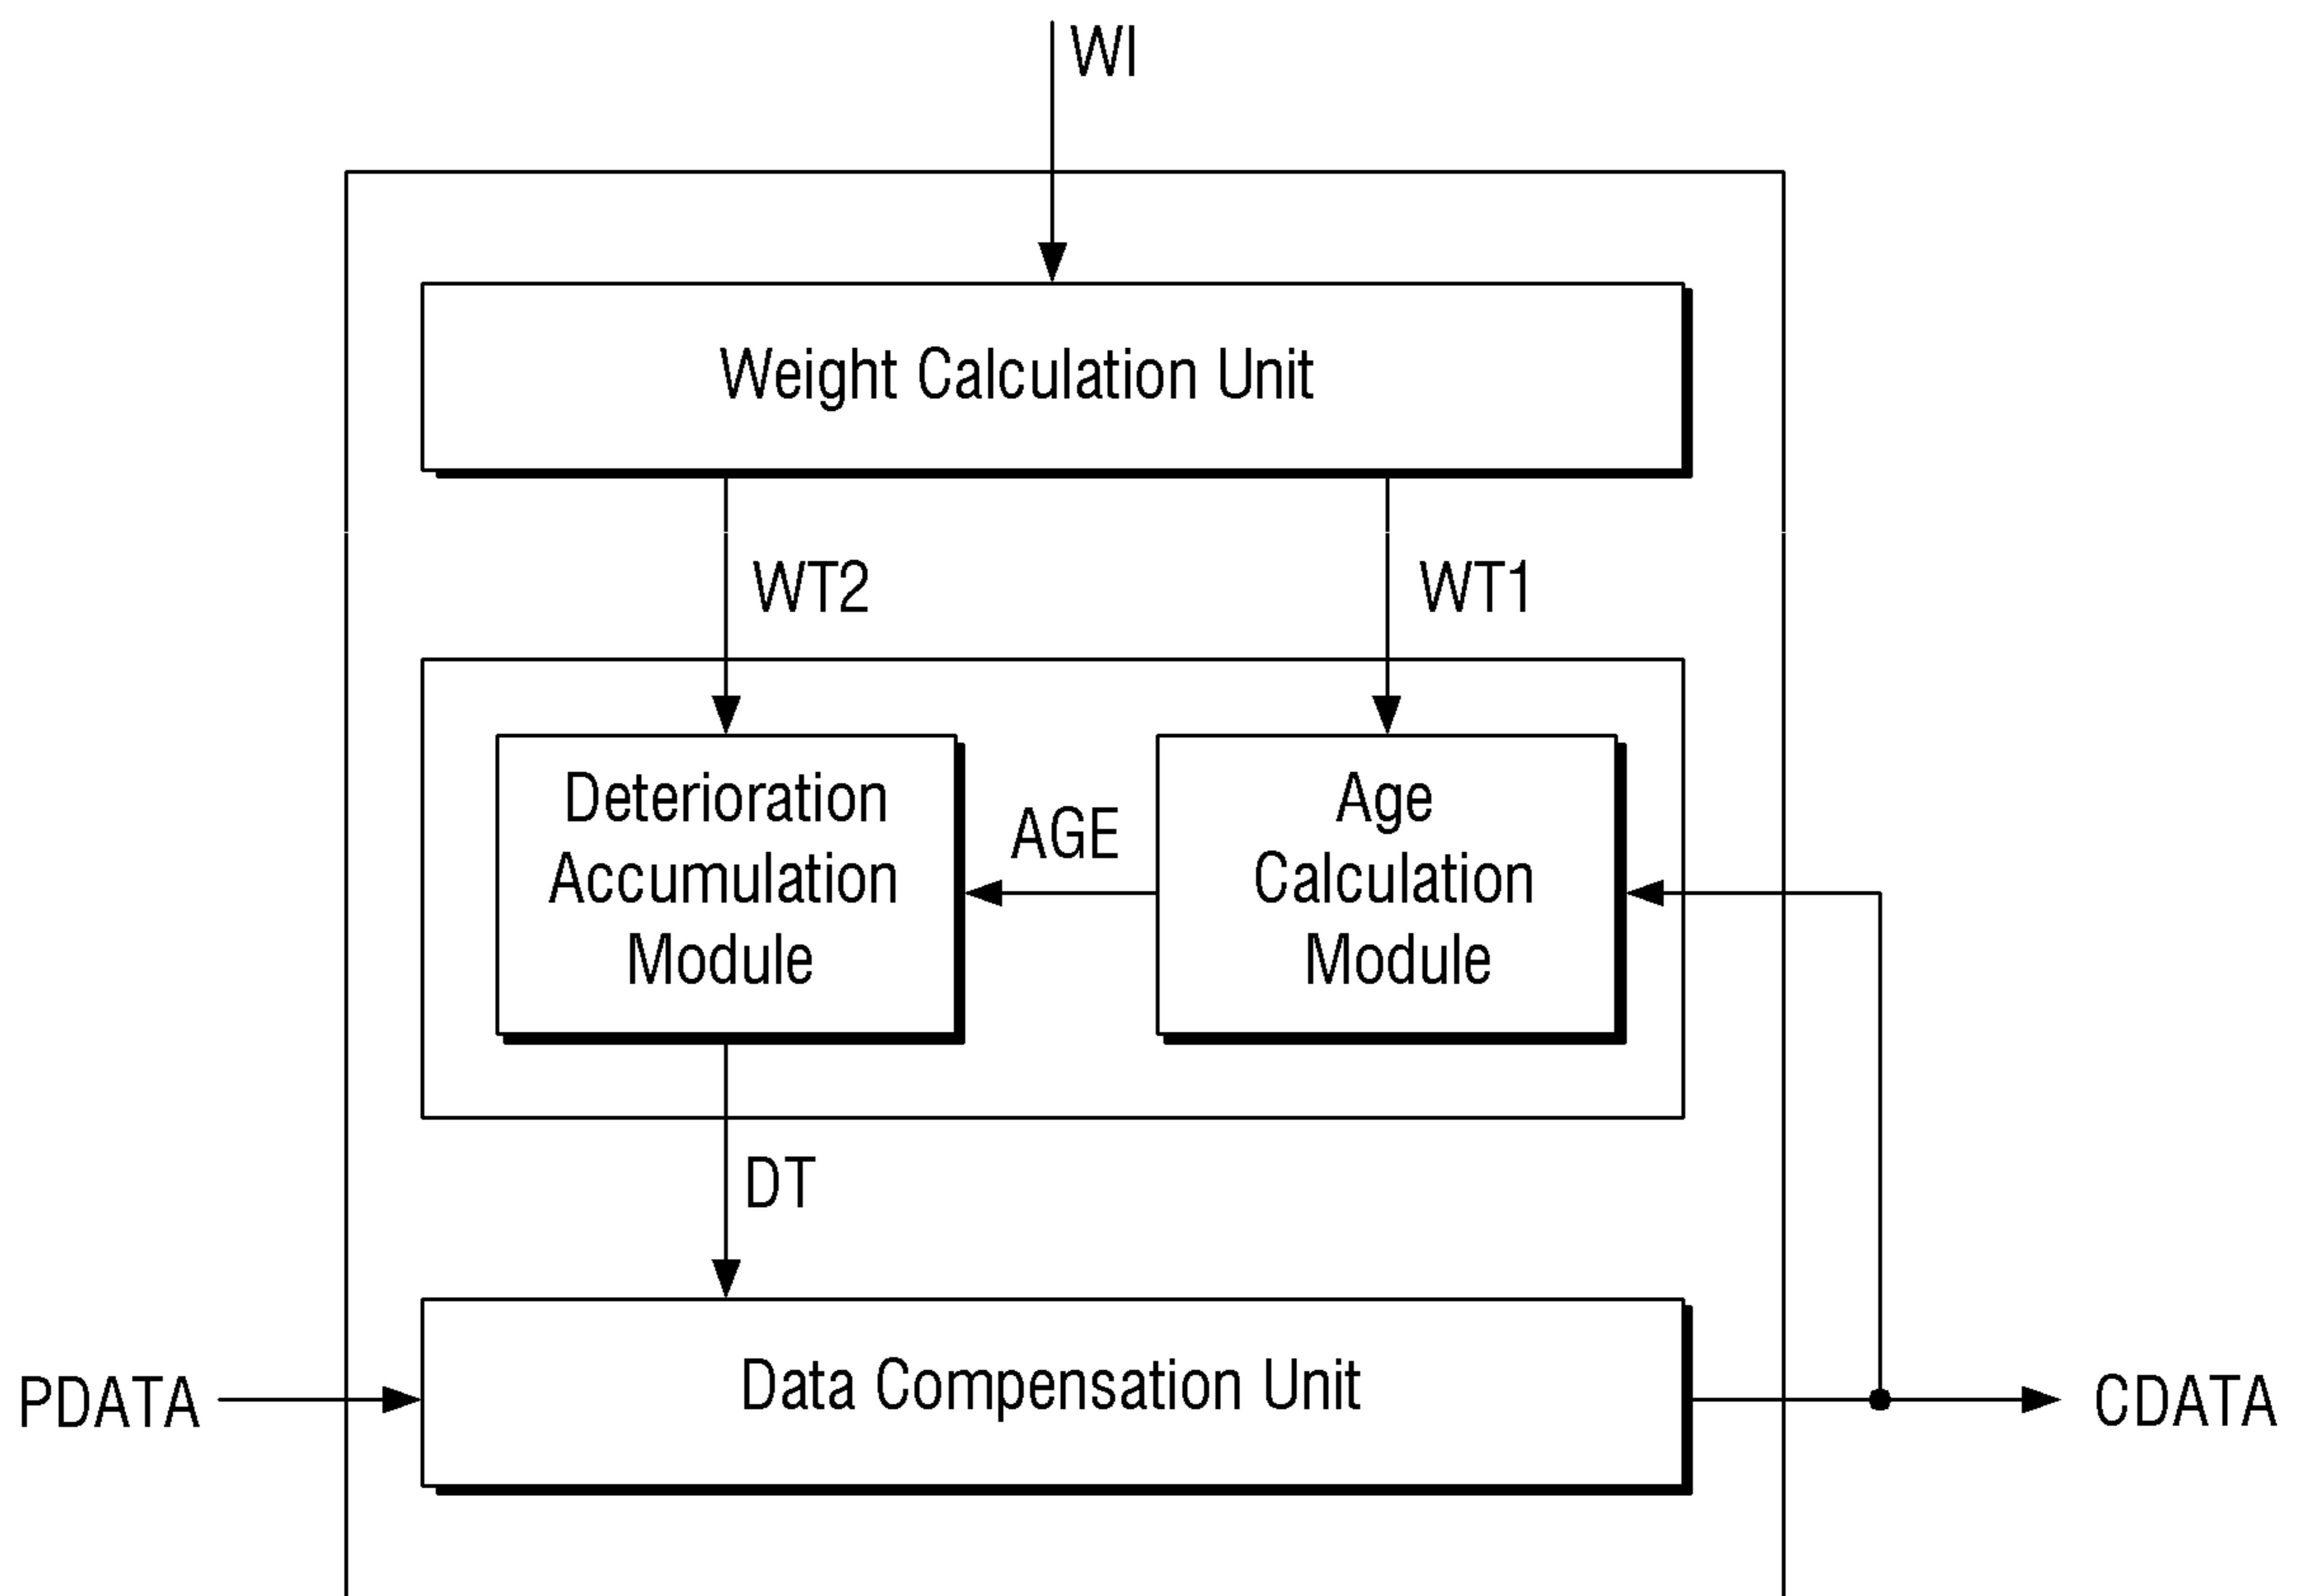 WI
Weight Calculation Unit
WT2
WT1
Deterioration
Accumulation
Module
AGE
Age
Calculation
Module
DT
PDATA
Data Compensation Unit
CDATA